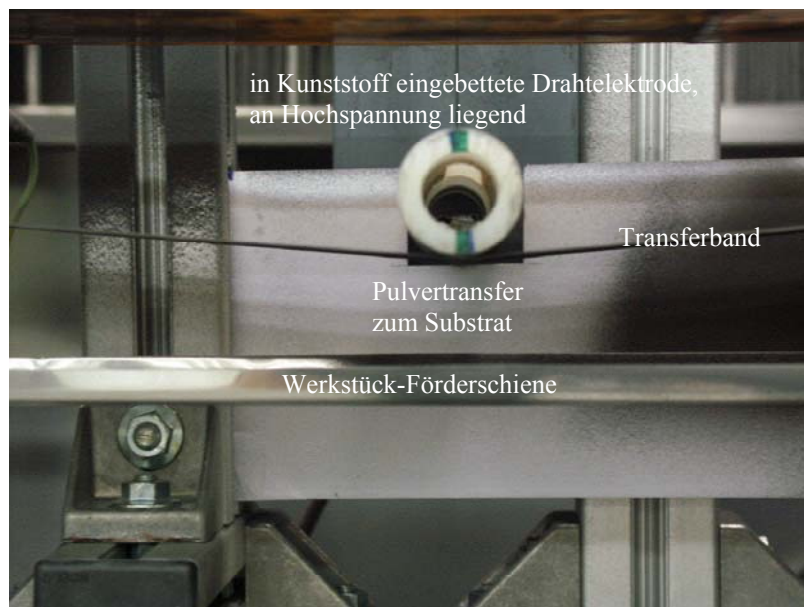 in Kunststoff eingebettete Drahtelektrode,
an Hochspannung liegend
Transferband
Pulvertransfer
zum Substrat
Werkstück-Förderschiene